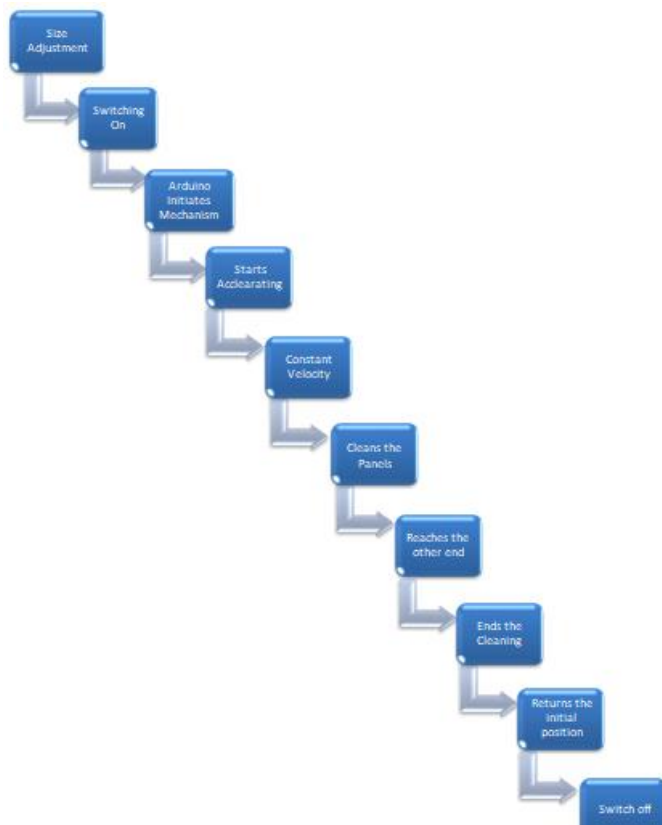 Size
Adjustment
Switching
On
Arduino
Initiates
Mechanism
Starts
Acclearating
Constant
Velocity
Cleans the
Panels
Reaches the
other end
Ends the
Cleaning
Returns the
initial
position
Switch off